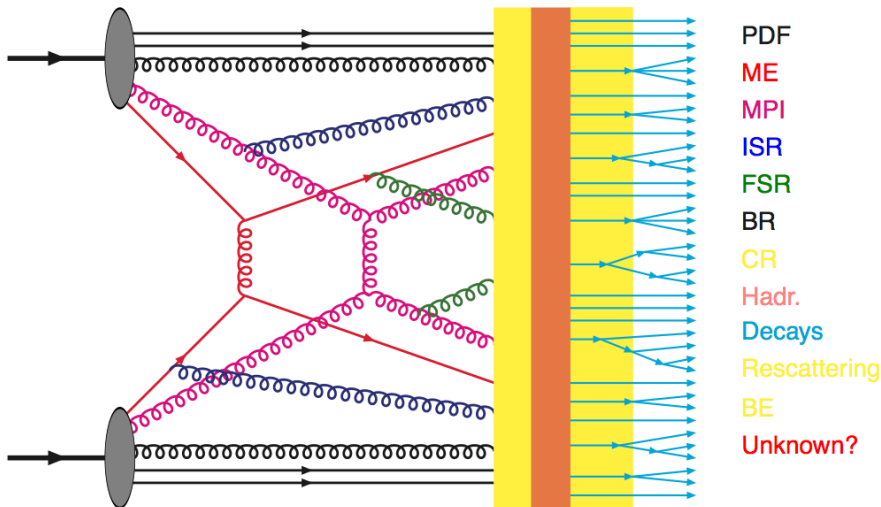 PDF
ME
MPI
ISR
FSR
BR
CR
Hadr.
Decays
Rescattering
BE
Unknown?